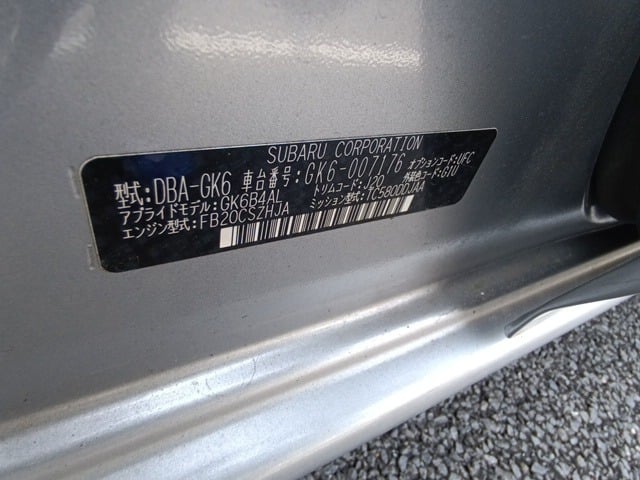 SUBARU CORPORATION
型式:DBA-GK6 車台番号:GK6-007176 オプションコード:UFC
アプライドモデル:GK6B4AL トリムコード:J20 外装色コード:G1U
エンジン型式:FB20CSZHJA ミッション型式:TC580DDJAA